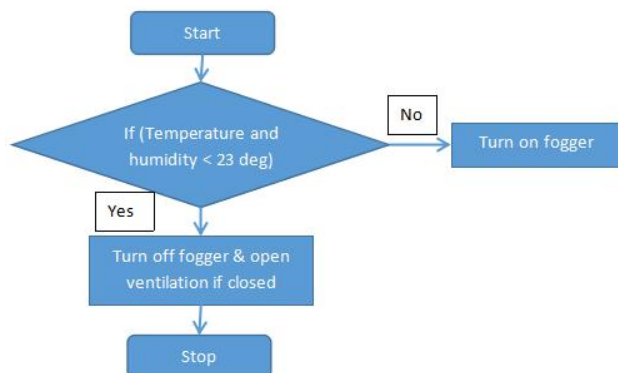 Start
No
If (Temperature and
humidity < 23 deg)
Turn on fogger
Yes
Turn off fogger & open
ventilation if closed
Stop